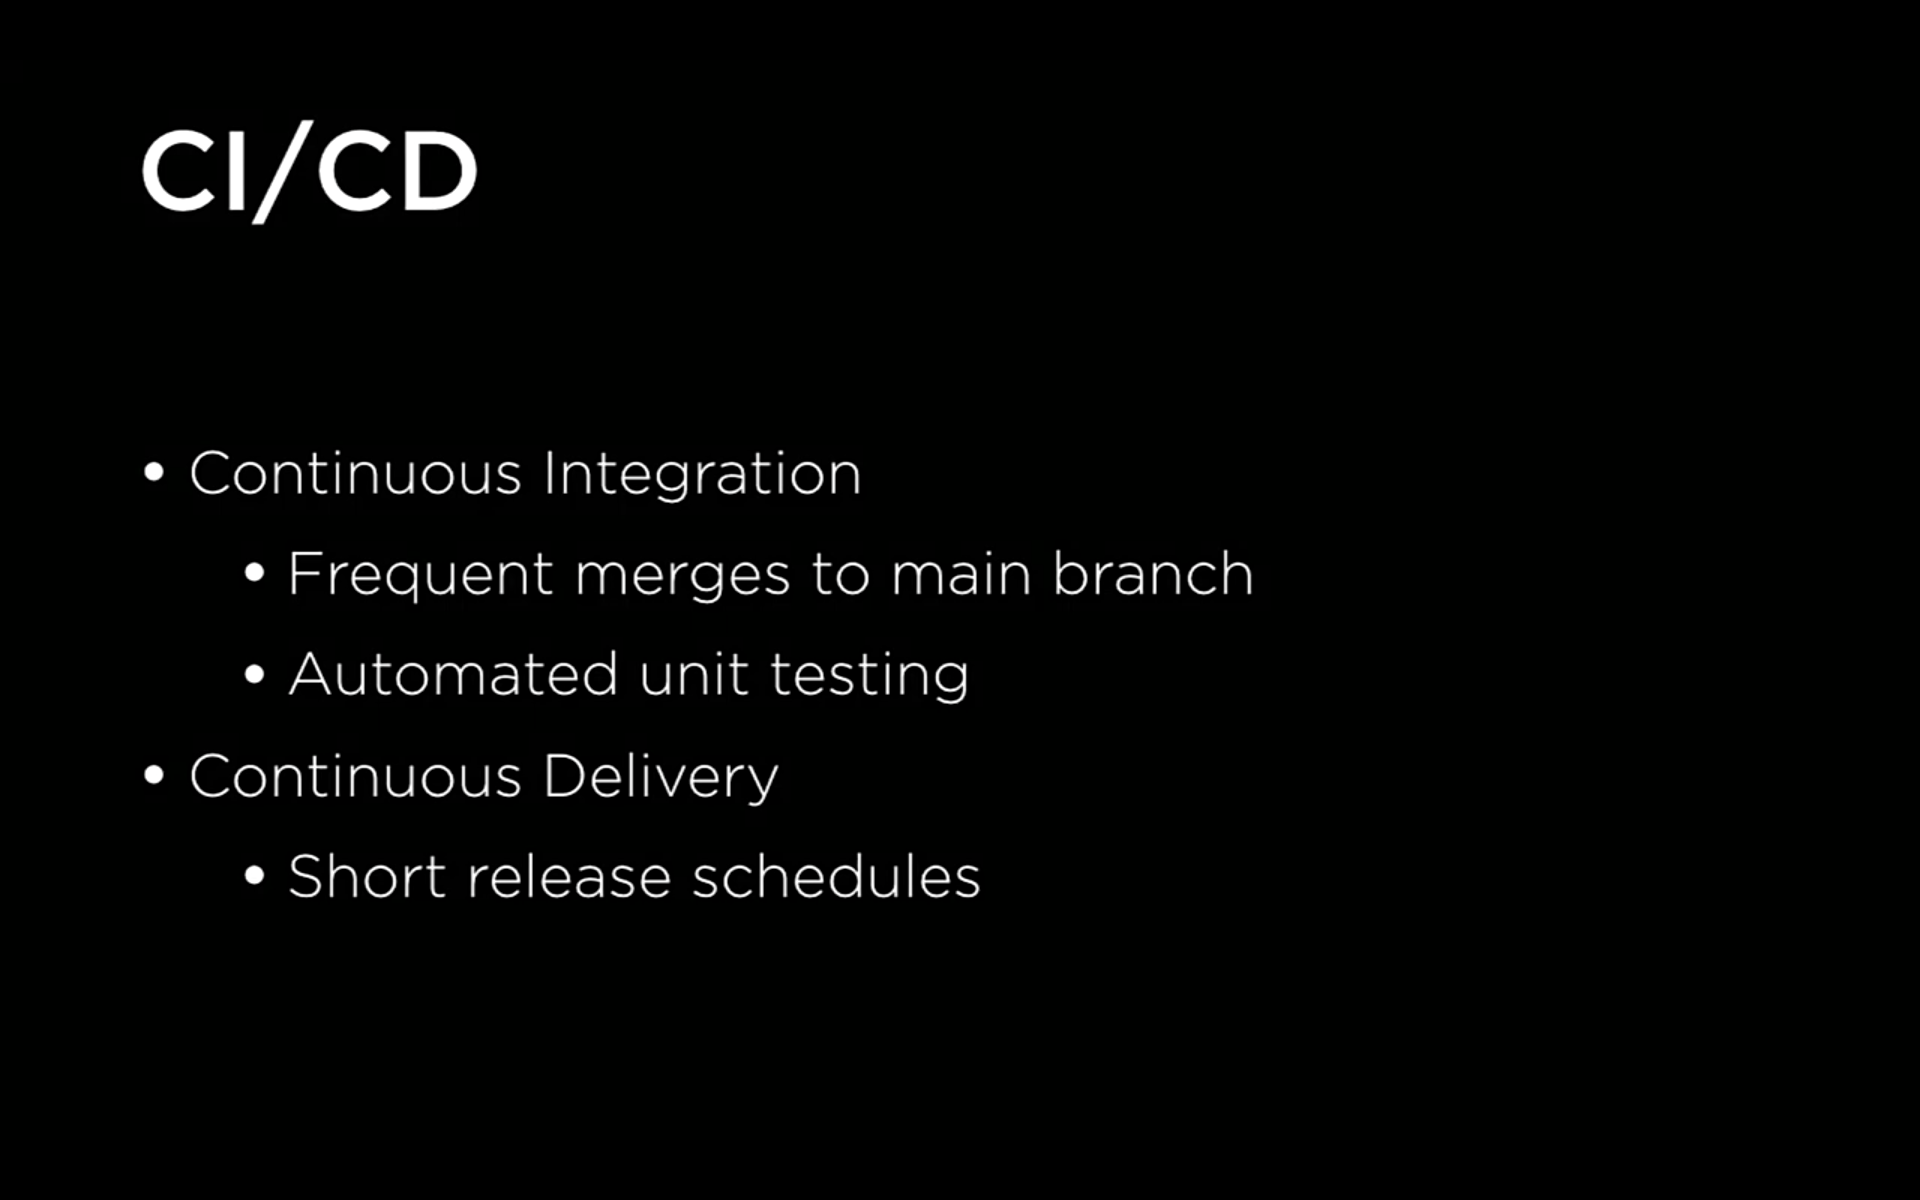 CI/CD
• Continuous Integration
• Frequent merges to main branch
• Automated unit testing
• Continuous Delivery
• Short release schedules